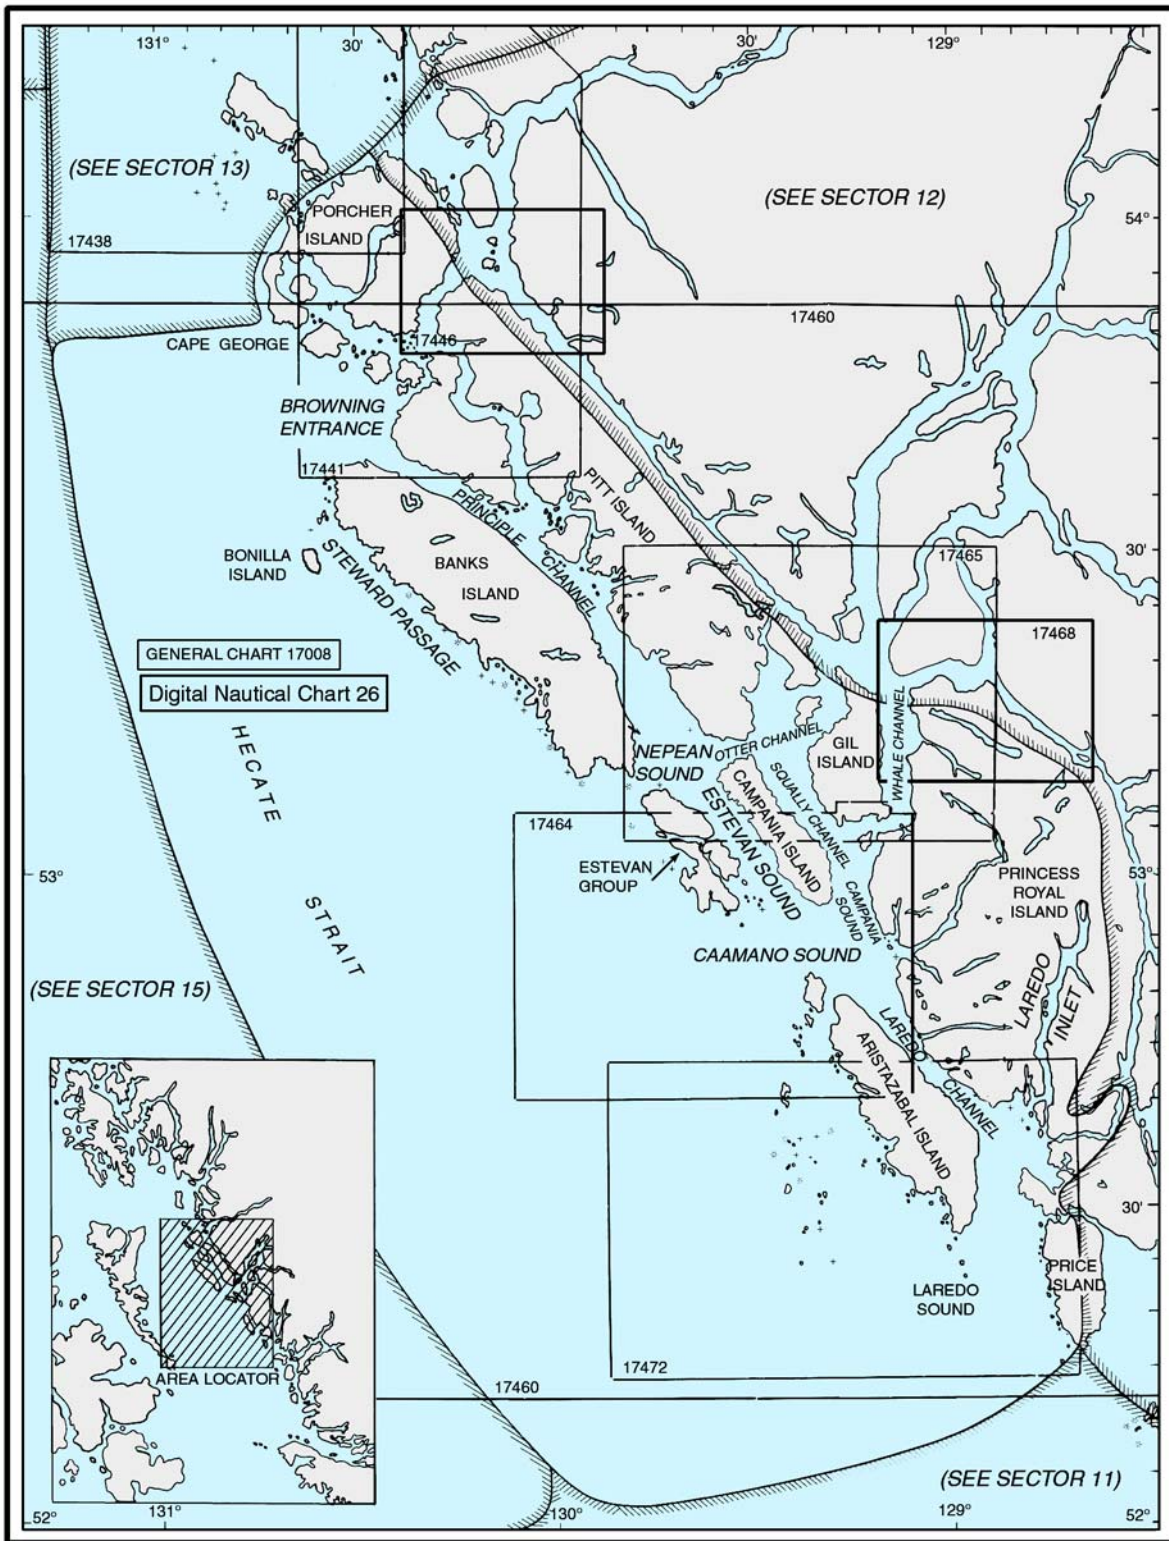 131°
30'
30'
129°
(SEE SECTOR 13)
(SEE SECTOR 12)
PORCHER
ISLAND
54°
17438
17460
CAPE GEORGE
17446
BROWNING
ENTRANCE
17441
PITT ISLAND
PRINCIPLE CHANNEL
BONILLA
ISLAND
STEWARD PASSAGE
BANKS
ISLAND
17465
30'
17468
GENERAL CHART 17008
Digital Nautical Chart 26
HECATE
STRAIT
NEPEAN
SOUND
OTTER CHANNEL
GIL
ISLAND
WHALE CHANNEL
SQUALLY CHANNEL
CAMPANIA ISLAND
ESTEVAN SOUND
17464
ESTEVAN
GROUP
CAMPANIA
SOUND
53°
53°
PRINCESS
ROYAL
ISLAND
CAAMANO SOUND
LAREDO
INLET
(SEE SECTOR 15)
LAREDO CHANNEL
ARISTAZABAL ISLAND
30'
PRICE
ISLAND
LAREDO
SOUND
17472
AREA LOCATOR
17460
(SEE SECTOR 11)
52°
131°
130°
129°
52°